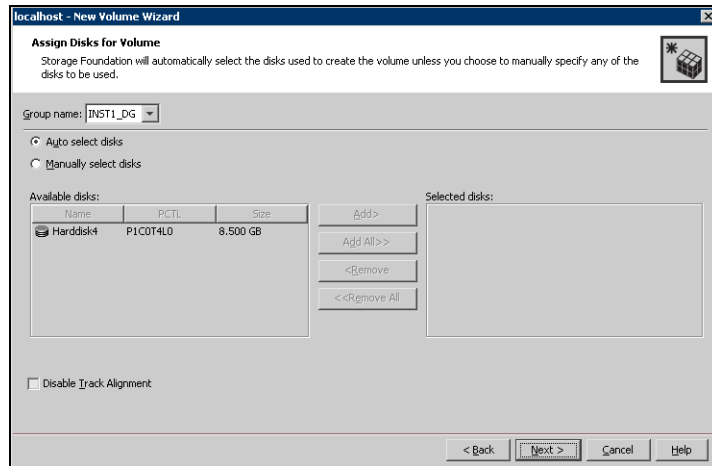 localhost - New Volume Wizard
Assign Disks for Volume
Storage Foundation will automatically select the disks used to create the volume unless you choose to manually specify any of the
disks to be used.
Group name: INST1_DG
Auto select disks
Manually select disks
Available disks:
Selected disks:
Name PCTL Size
Harddisk4 P1C0T4L0 8.500 GB
Add>
Add All>>
<Remove
<<Remove All
Disable Track Alignment
< Back Next > Cancel Help